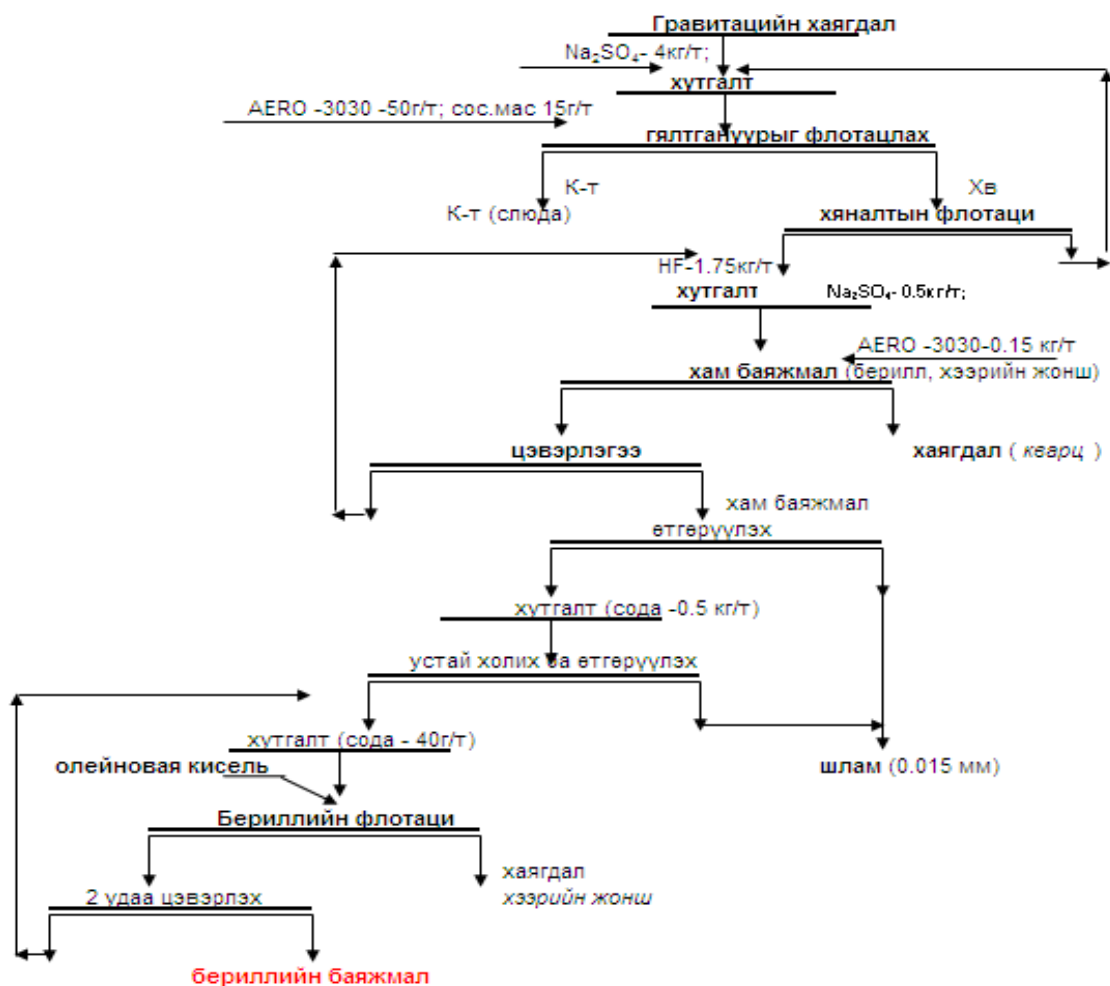 Гравитацийн хаягдал
Na₂SO₄- 4кг/т;
хутгалт
AERO -3030 -50г/т; сос.мас 15г/т
гялтгануурыг флотацлах
К-т
Хв
К-т (слюда)
хяналтын флотаци
HF-1.75кг/т
хутгалт
Na₂SO₄- 0.5кг/т;
AERO -3030-0.15 кг/т
хам баяжмал (берилл, хээрийн жонш)
цэвэрлэгээ
хаягдал ( кварц )
хам баяжмал
өтгөрүүлэх
хутгалт (сода -0.5 кг/т)
устай холих ба өтгөрүүлэх
хутгалт (сода - 40г/т)
олейновая кисель
шлам (0.015 мм)
Бериллийн флотаци
хаягдал
хээрийн жонш
2 удаа цэвэрлэх
бериллийн баяжмал